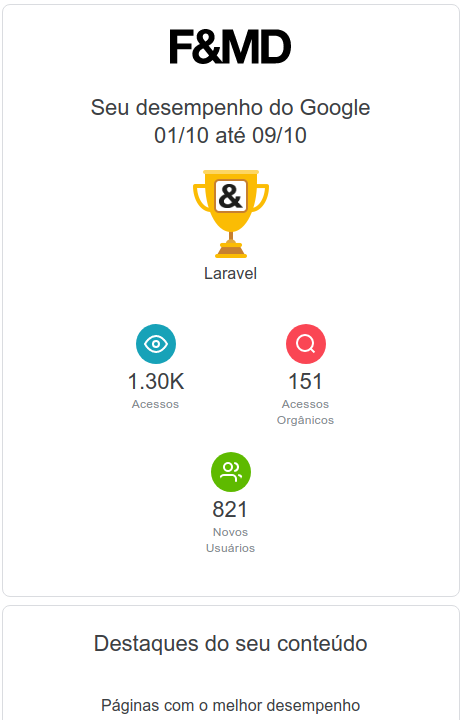 F&MD
Seu desempenho do Google
01/10 até 09/10
&
Laravel
1.30K
Acessos
151
Acessos
Orgânicos
821
Novos
Usuários
Destaques do seu conteúdo
Páginas com o melhor desempenho